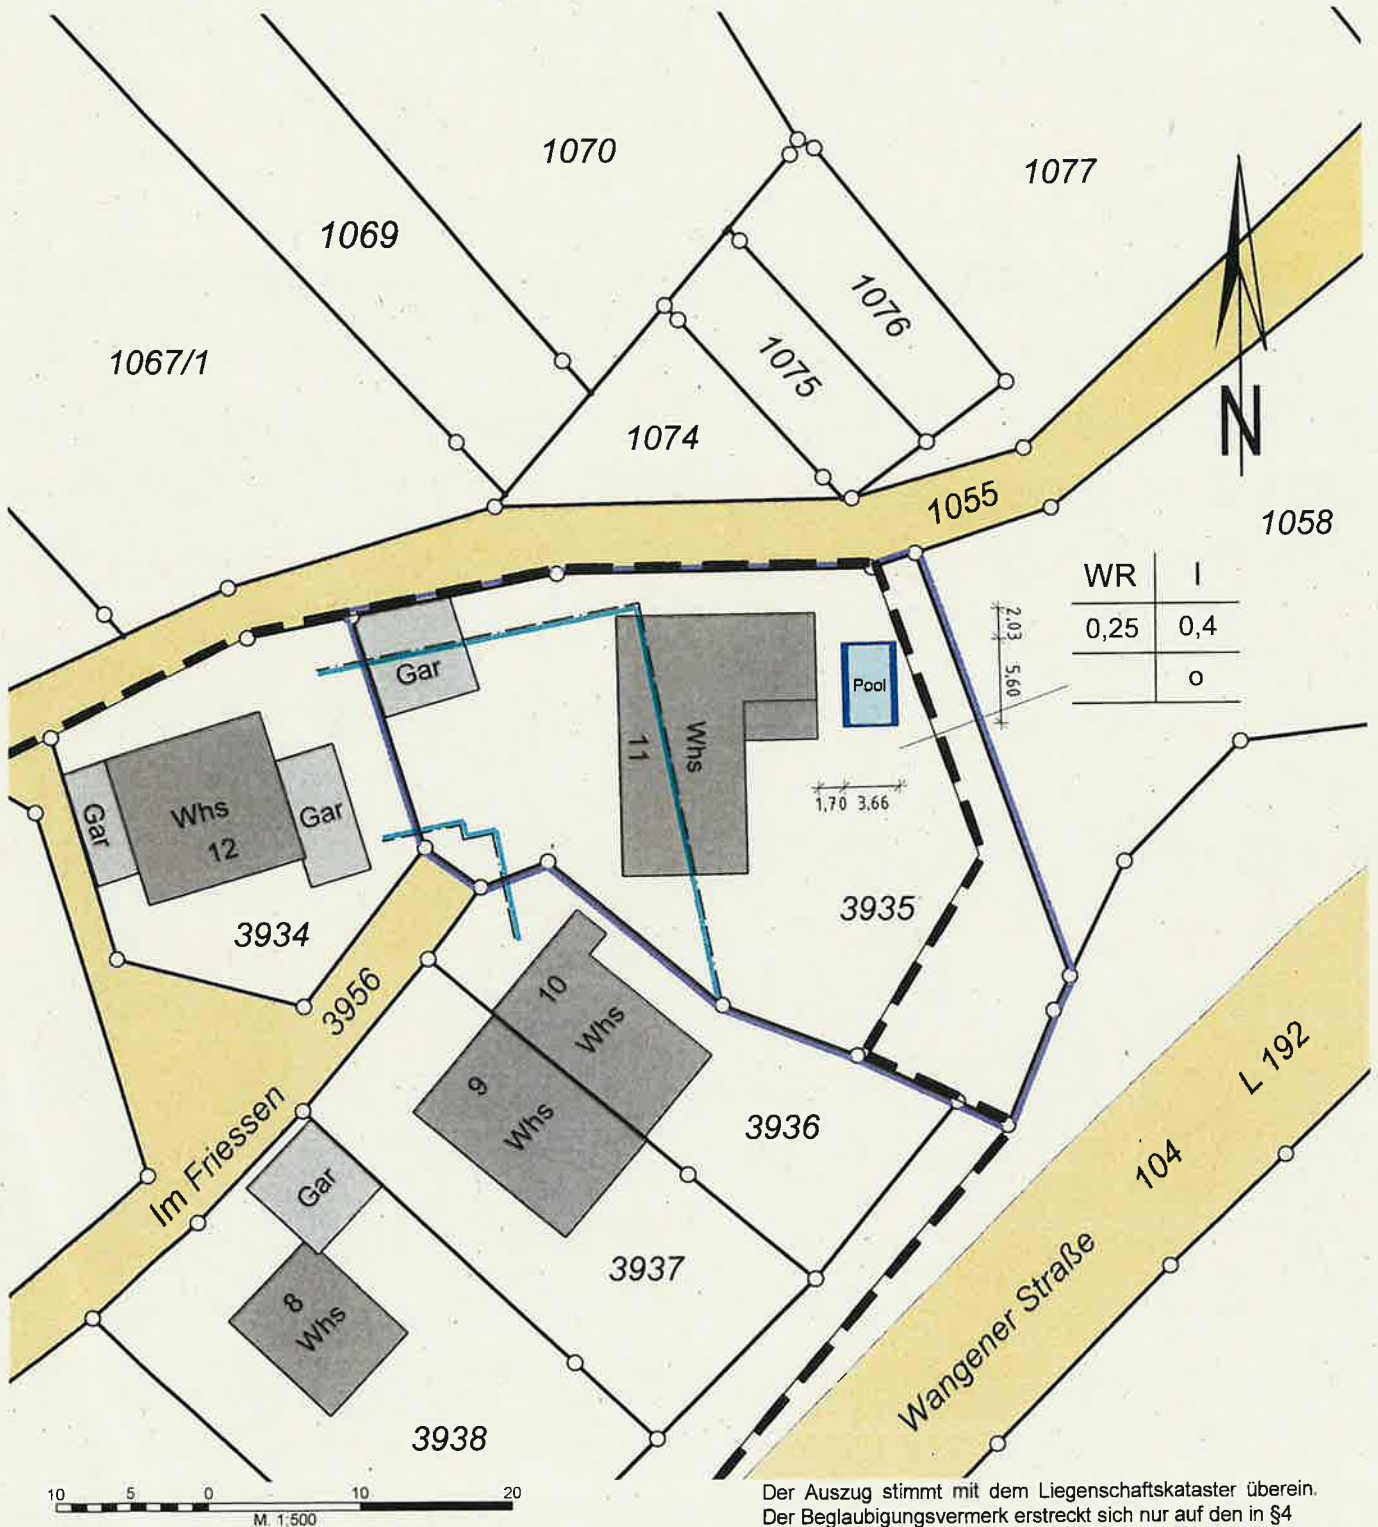 1070
1077
1069
1076
1067/1
1075
1074
N
1055
1058
WR I
0,25 0,4
o
2,03
5,60
Gar
Pool
11
Whs
1,70 3,66
Gar
Whs
12
Gar
3935
3934
3956
10
Whs
9
Whs
L 192
3936
104
Im Friessen
Gar
3937
Wangener Straße
8
Whs
3938
10 5 0 10 20
M. 1:500
Der Auszug stimmt mit dem Liegenschaftskataster überein.
Der Beglaubigungsvermerk erstreckt sich nur auf den in §4